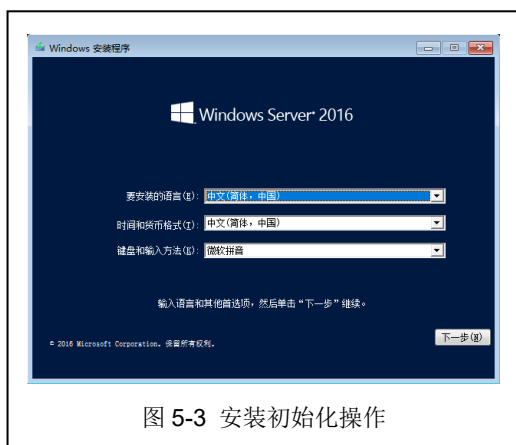 Windows 安装程序
Windows Server 2016
要安装的语言(E): 中文(简体，中国)
时间和货币格式(T): 中文(简体，中国)
键盘和输入方法(K): 微软拼音
输入语言和其他首选项，然后单击“下一步”继续。
© 2016 Microsoft Corporation。保留所有权利。
下一步(N)
图 5-3 安装初始化操作